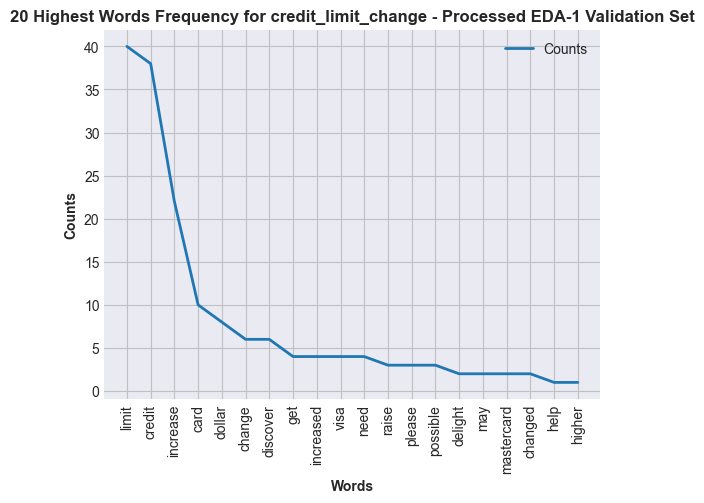 20 Highest Words Frequency for credit_limit_change - Processed EDA-1 Validation Set
Counts
40
35
30
25
20
15
10
5
0
Counts
limit
credit
increase
card
dollar
change
discover
get
increased
visa
need
raise
please
possible
delight
may
mastercard
changed
help
higher
Words